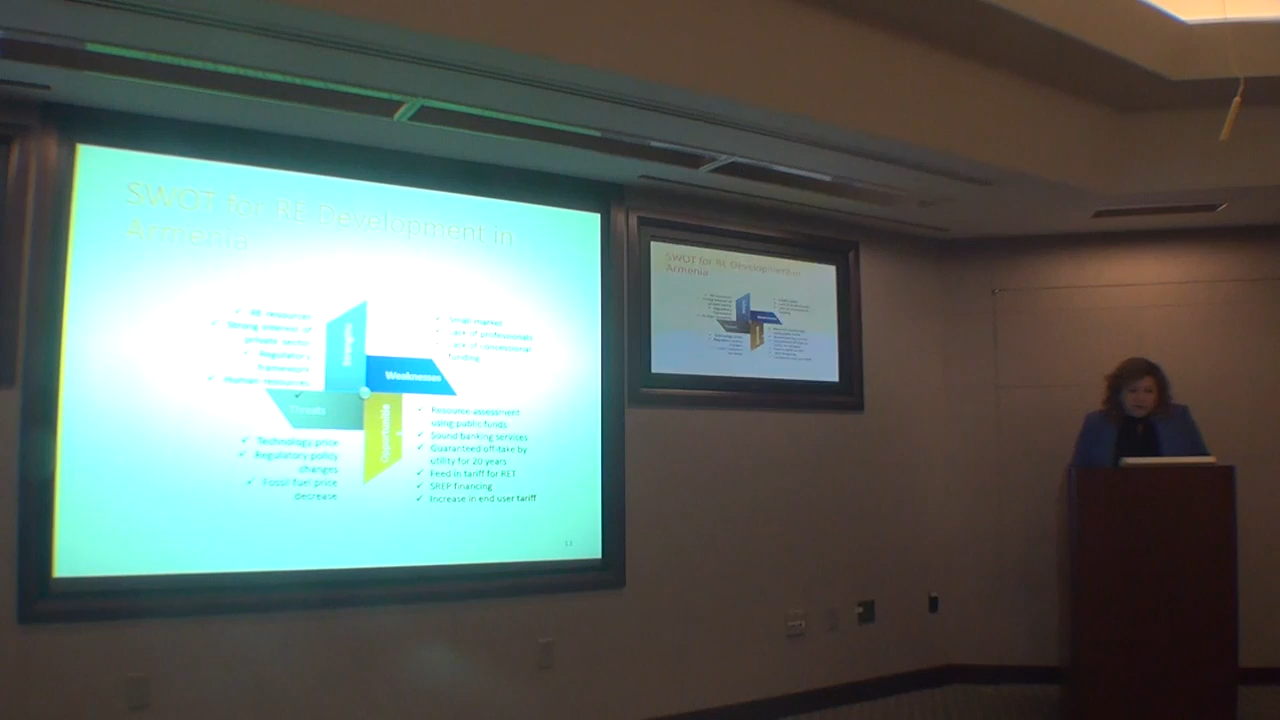 SWOT for RE Development in
Armenia
RE resources
Strong interest of
private sector
Regulatory
framework
Human resources
Strengths
Small market
Lack of professionals
Lack of concessional
funding
Weaknesses
Threats
Technology price
Regulatory policy
changes
Fossil fuel price
decrease
Opportunities
Resource assessment
using public funds
Sound banking services
Guaranteed off-take by
utility for 20 years
Feed in tariff for RET
SREP financing
Increase in end user tariff
SWOT for RE Development in
Armenia